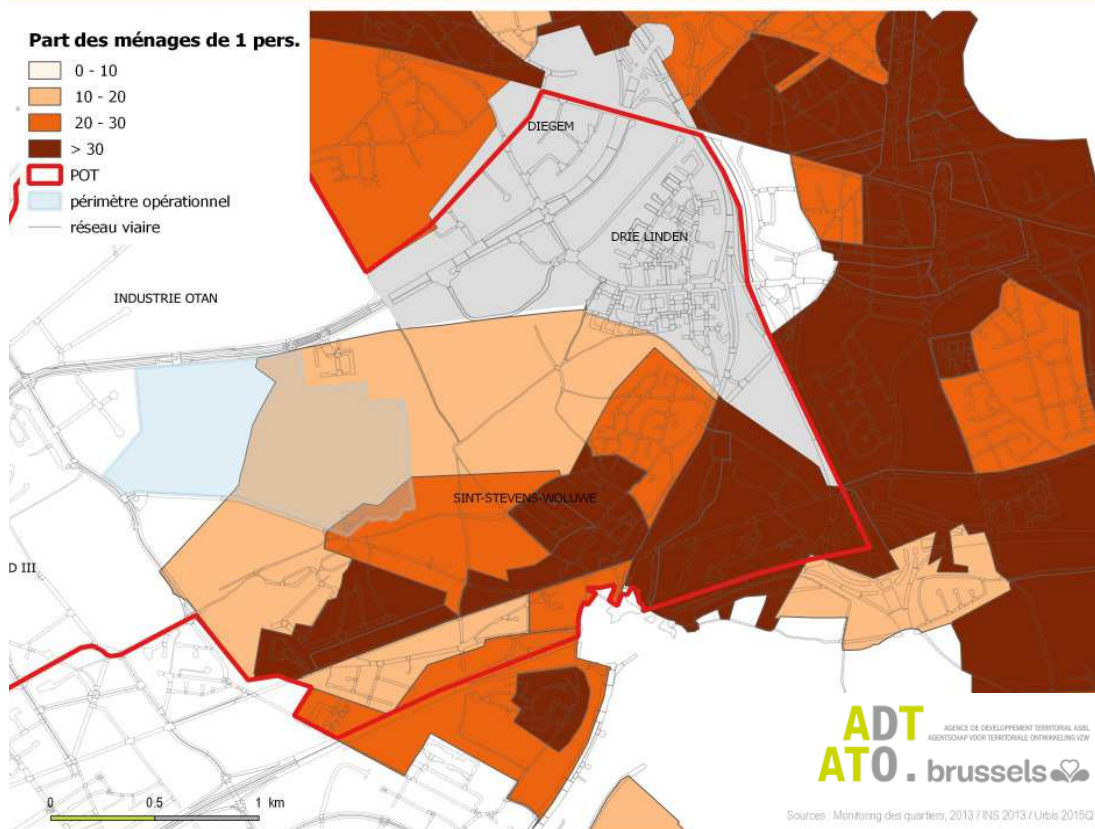 Part des ménages de 1 pers.
0 - 10
10 - 20
20 - 30
> 30
POT
périmètre opérationnel
réseau viaire
DIEGEM
DRIE LINDEN
INDUSTRIE OTAN
SINT-STEVENS-WOLUWE
D III
0 0.5 1 km
ADT
ATO. brussels
AGENCE DE DEVELOPPEMENT TERRITORIAL ASBL
AGENTSCHAP VOOR TERRITORIALE ONTWIKKELING VZW
Sources : Monitoring des quartiers, 2013 / INS 2013 / Urbis 2015Q